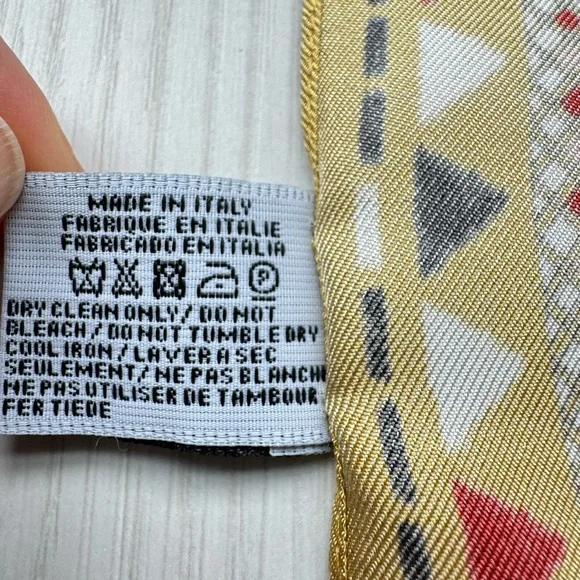 MADE IN ITALY
FABRIQUE EN ITALIE
FABRICADO EN ITALIA
P
DRY CLEAN ONLY/DO NOT
BLEACH/DO NOT TUMBLE DRY
COOL IRON/LAVER A SEC
SEULEMENT/NE PAS BLANCHI
NE PAS UTILISER DE TAMBOUR
FER TIEDE